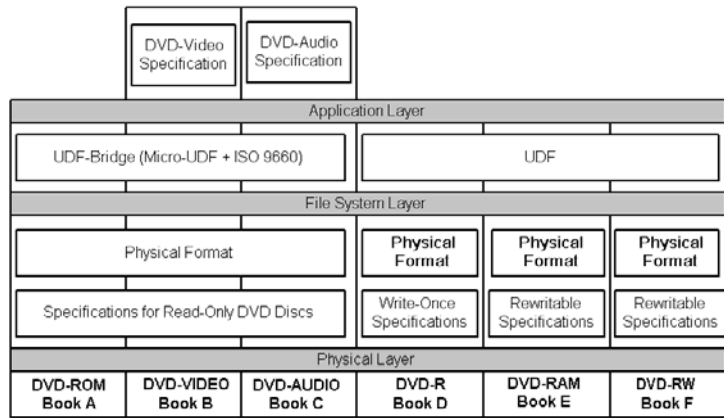 DVD-Video DVD-Audio
Specification Specification
Application Layer
UDF-Bridge (Micro-UDF + ISO 9660) UDF
File System Layer
Physical Format Physical Format Physical Format Physical Format
Specifications for Read-Only DVD Discs Write-Once Specifications Rewritable Specifications Rewritable Specifications
Physical Layer
DVD-ROM DVD-VIDEO DVD-AUDIO DVD-R DVD-RAM DVD-RW
Book A Book B Book C Book D Book E Book F